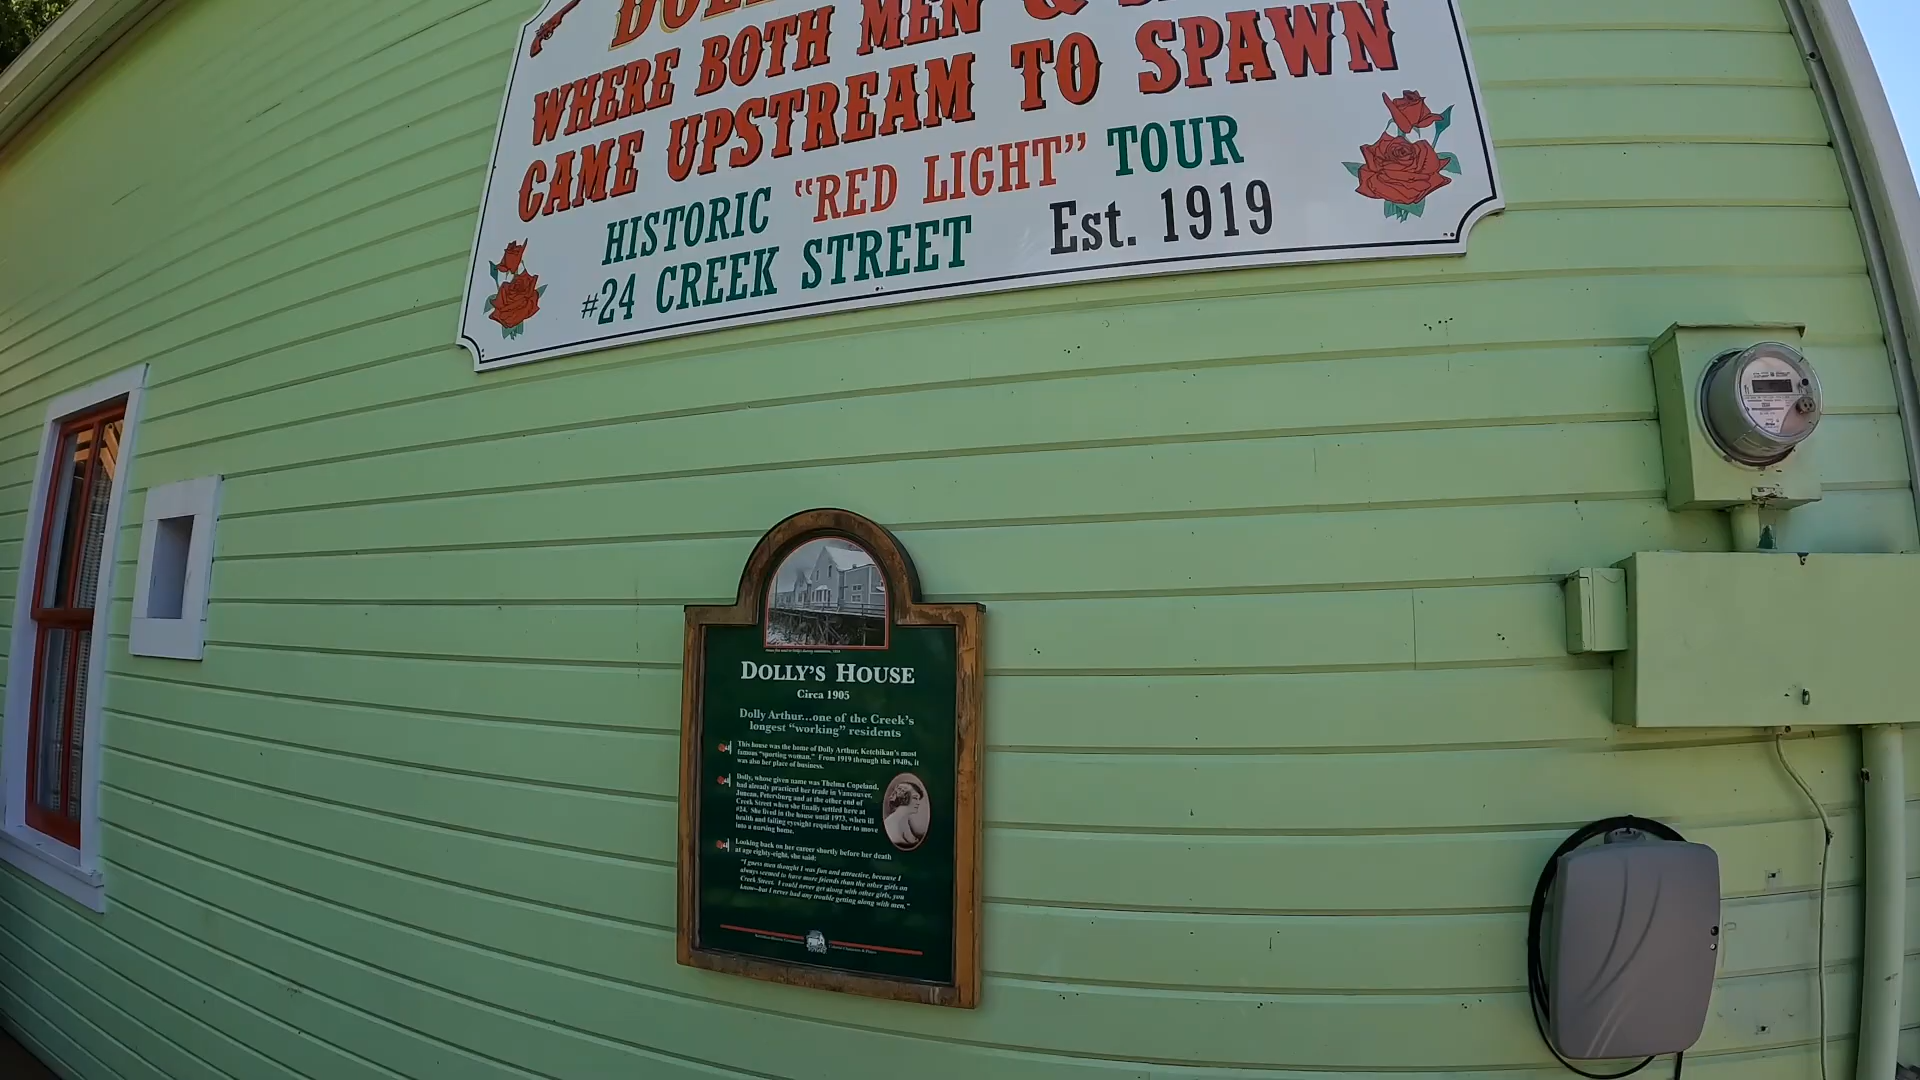 WHERE BOTH MEN &
CAME UPSTREAM TO SPAWN
HISTORIC "RED LIGHT" TOUR
#24 CREEK STREET Est. 1919
DOLLY'S HOUSE
Circa 1905
Dolly Arthur...one of the Creek's
longest "working" residents
This house was the home of Dolly Arthur, Ketchikan's most
famous "sporting woman." From 1919 through the 1940s, it
was also her place of business.
Dolly, whose given name was Thelma Copeland,
had already practiced her trade in Vancouver,
Juneau, Petersburg and at the other end of
Creek Street when she finally settled here at
#24. She lived in the house until 1973, when ill
health and failing eyesight required her to move
into a nursing home.
Looking back on her career shortly before her death
at age eighty-eight, she said:
"I guess men thought I was fun and attractive, because I
always seemed to have more friends than the other girls on
Creek Street. I could never get along with other girls, you
know--but I never had any trouble getting along with men."